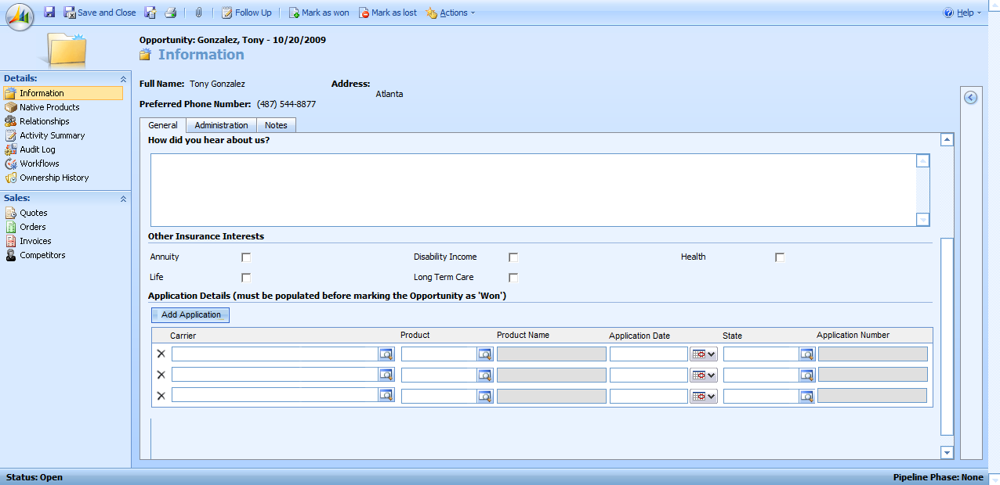 Save and Close Follow Up Mark as won Mark as lost Actions Help
Opportunity: Gonzalez, Tony - 10/20/2009
Information
Details:
Information
Native Products
Relationships
Activity Summary
Audit Log
Workflows
Ownership History
Sales:
Quotes
Orders
Invoices
Competitors
Full Name: Tony Gonzalez Address:
Atlanta
Preferred Phone Number: (487) 544-8877
General Administration Notes
How did you hear about us?
Other Insurance Interests
Annuity Disability Income Health
Life Long Term Care
Application Details (must be populated before marking the Opportunity as 'Won')
Add Application
Carrier Product Product Name Application Date State Application Number
Status: Open Pipeline Phase: None